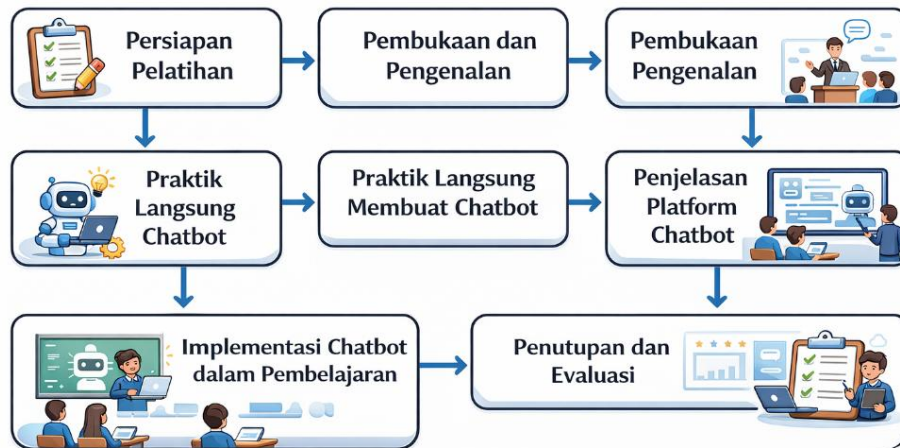 Persiapan
Pelatihan
Pembukaan dan
Pengenalan
Pembukaan
Pengenalan
Praktik
Langsung
Chatbot
Praktik Langsung
Membuat Chatbot
Penjelasan
Platform
Chatbot
Implementasi Chatbot
dalam Pembelajaran
Penutupan dan
Evaluasi